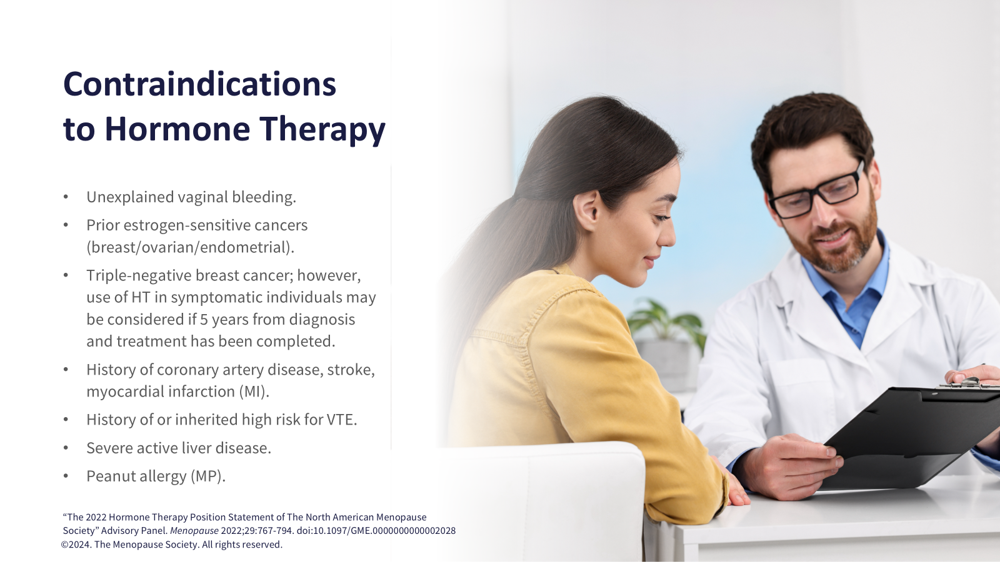 Contraindications
to Hormone Therapy
• Unexplained vaginal bleeding.
• Prior estrogen-sensitive cancers
(breast/ovarian/endometrial).
• Triple-negative breast cancer; however,
use of HT in symptomatic individuals may
be considered if 5 years from diagnosis
and treatment has been completed.
• History of coronary artery disease, stroke,
myocardial infarction (MI).
• History of or inherited high risk for VTE.
• Severe active liver disease.
• Peanut allergy (MP).
“The 2022 Hormone Therapy Position Statement of The North American Menopause
Society” Advisory Panel. Menopause 2022;29:767-794. doi:10.1097/GME.0000000000002028
©2024. The Menopause Society. All rights reserved.